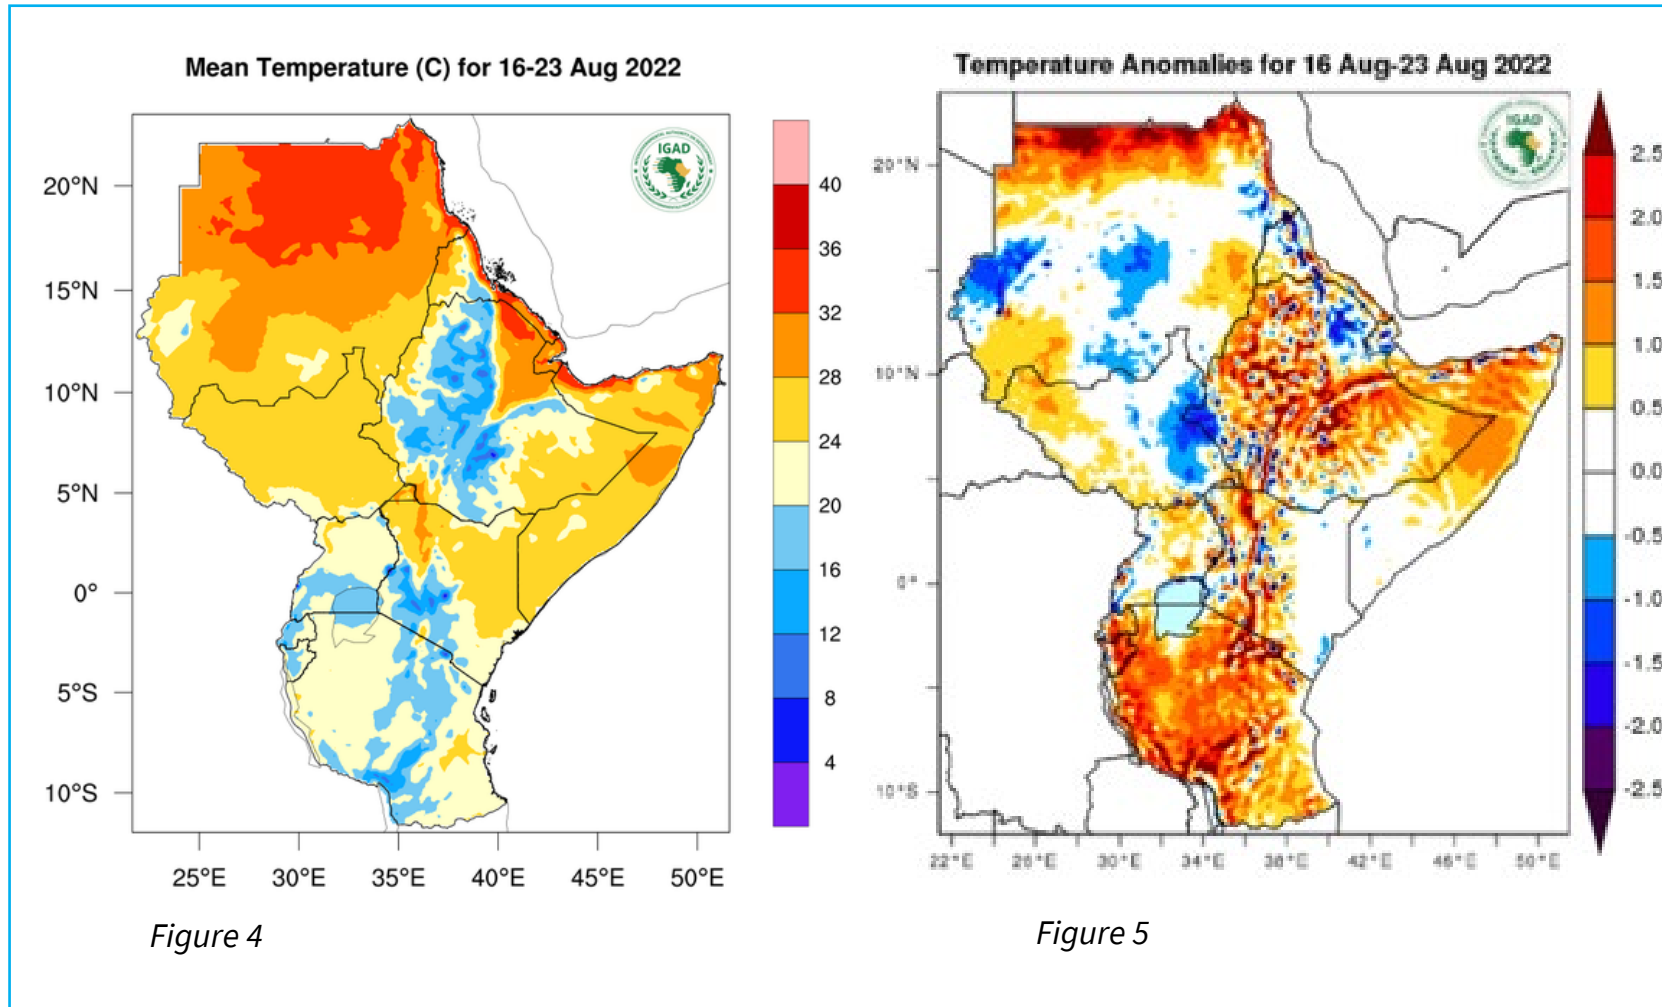 Mean Temperature (C) for 16-23 Aug 2022
IGAD
20°N
15°N
10°N
5°N
0°
5°S
10°S
25°E
30°E
35°E
40°E
45°E
50°E
40
36
32
28
24
20
16
12
8
4
Figure 4
Temperature Anomalies for 16 Aug-23 Aug 2022
IGAD
20°N
10°N
0°
10°S
22°E
26°E
30°E
34°E
38°E
42°E
46°E
50°E
2.5
2.0
1.5
1.0
0.5
0.0
-0.5
-1.0
-1.5
-2.0
-2.5
Figure 5